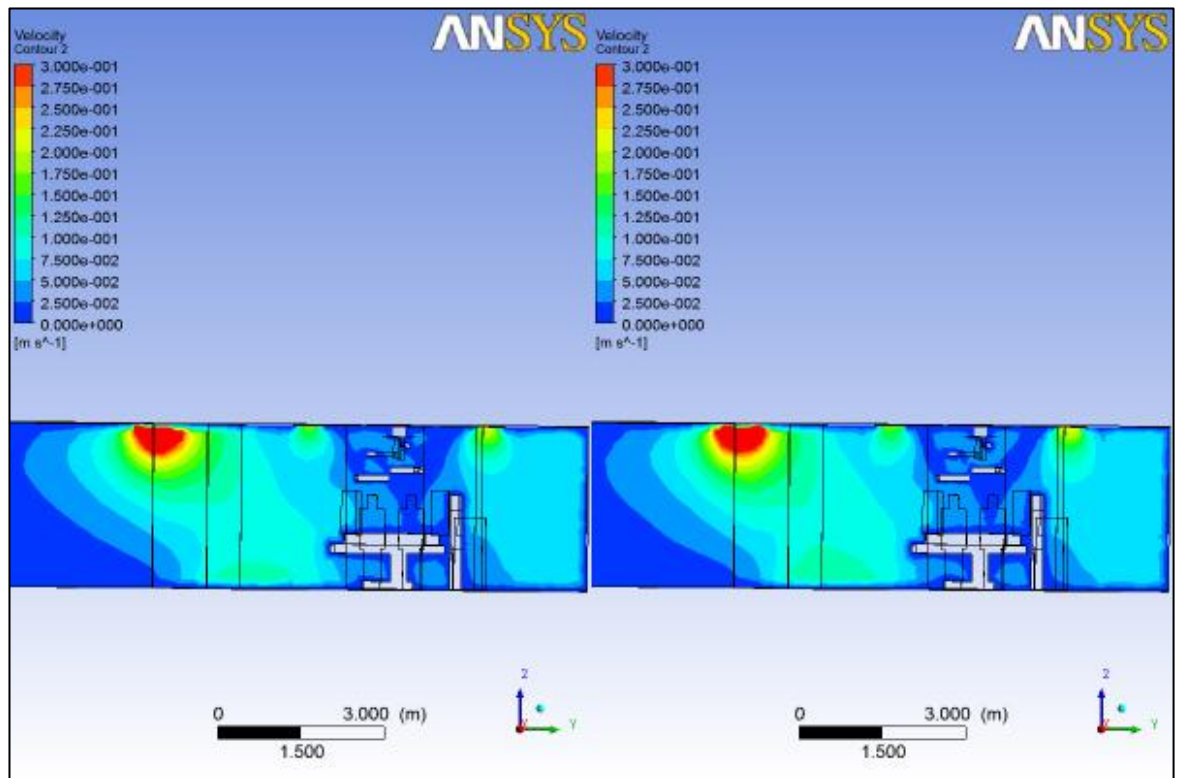 ANSYS
Velocity
Contour 2
3.000e-001
2.750e-001
2.500e-001
2.250e-001
2.000e-001
1.750e-001
1.500e-001
1.250e-001
1.000e-001
7.500e-002
5.000e-002
2.500e-002
0.000e+000
[m s^-1]
0 3.000 (m)
1.500
Z
Y
ANSYS
Velocity
Contour 2
3.000e-001
2.750e-001
2.500e-001
2.250e-001
2.000e-001
1.750e-001
1.500e-001
1.250e-001
1.000e-001
7.500e-002
5.000e-002
2.500e-002
0.000e+000
[m s^-1]
0 3.000 (m)
1.500
Z
Y